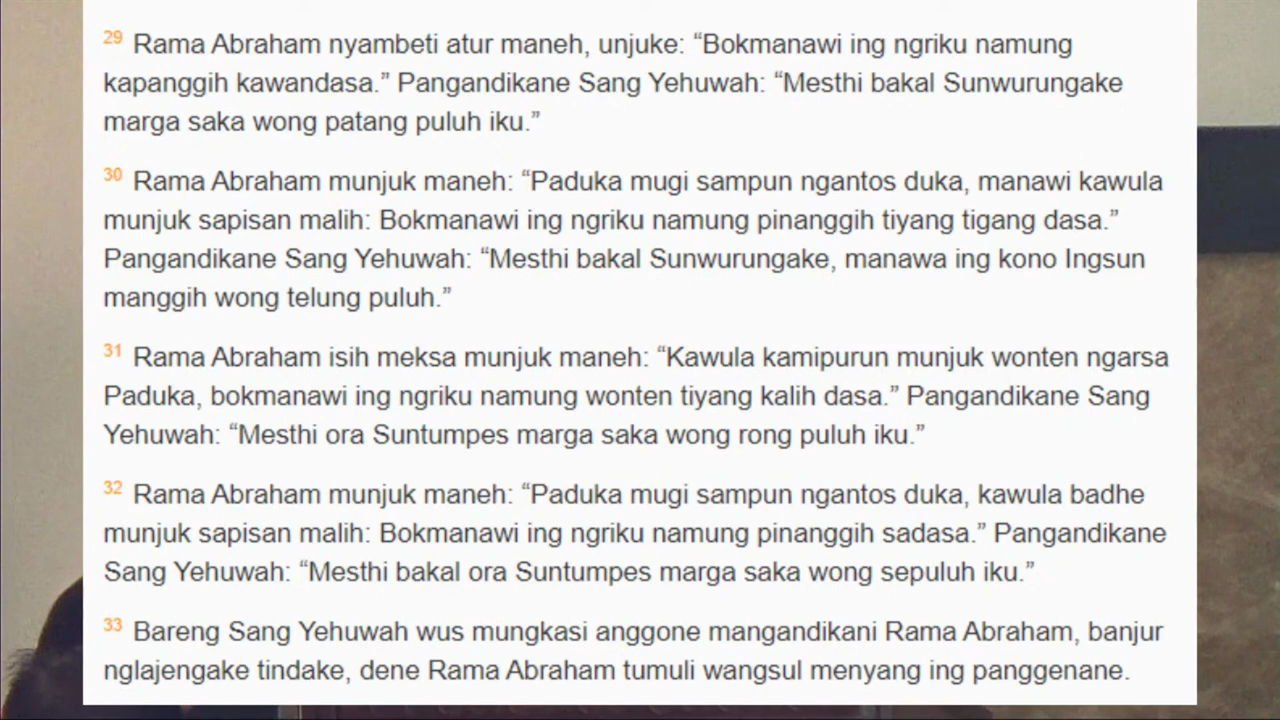 29 Rama Abraham nyambeti atur maneh, unjuke: “Bokmanawi ing ngriku namung
kapanggih kawandasa.” Pangandikane Sang Yehuwah: “Mesthi bakal Sunwurungake
marga saka wong patang puluh iku.”
30 Rama Abraham munjuk maneh: “Paduka mugi sampun ngantos duka, manawi kawula
munjuk sapisan malih: Bokmanawi ing ngriku namung pinanggih tiyang tigang dasa.”
Pangandikane Sang Yehuwah: “Mesthi bakal Sunwurungake, manawa ing kono Ingsun
manggih wong telung puluh.”
31 Rama Abraham isih meksa munjuk maneh: “Kawula kamipurun munjuk wonten ngarsa
Paduka, bokmanawi ing ngriku namung wonten tiyang kalih dasa.” Pangandikane Sang
Yehuwah: “Mesthi ora Suntumpes marga saka wong rong puluh iku.”
32 Rama Abraham munjuk maneh: “Paduka mugi sampun ngantos duka, kawula badhe
munjuk sapisan malih: Bokmanawi ing ngriku namung pinanggih sadasa.” Pangandikane
Sang Yehuwah: “Mesthi bakal ora Suntumpes marga saka wong sepuluh iku.”
33 Bareng Sang Yehuwah wus mungkasi anggone mangandikani Rama Abraham, banjur
nglajengake tindake, dene Rama Abraham tumuli wangsul menyang ing panggenane.